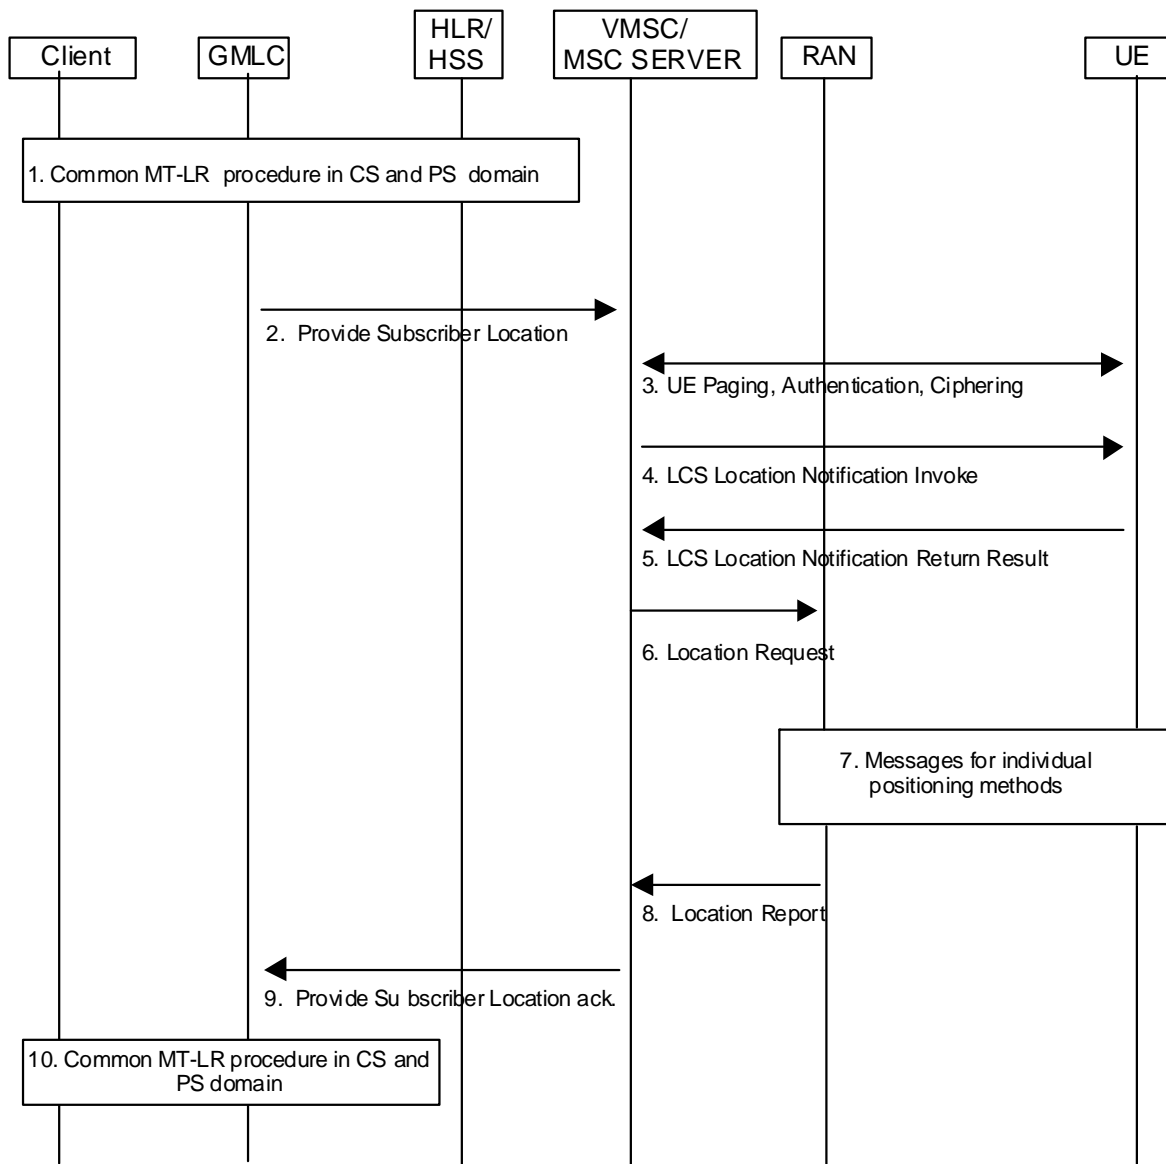 Client
GMLC
HLR/
HSS
VMSC/
MSC SERVER
RAN
UE
1. Common MT-LR procedure in CS and PS domain
2. Provide Subscriber Location
3. UE Paging, Authentication, Ciphering
4. LCS Location Notification Invoke
5. LCS Location Notification Return Result
6. Location Request
7. Messages for individual
positioning methods
8. Location Report
9. Provide Su bscriber Location ack.
10. Common MT-LR procedure in CS and
PS domain